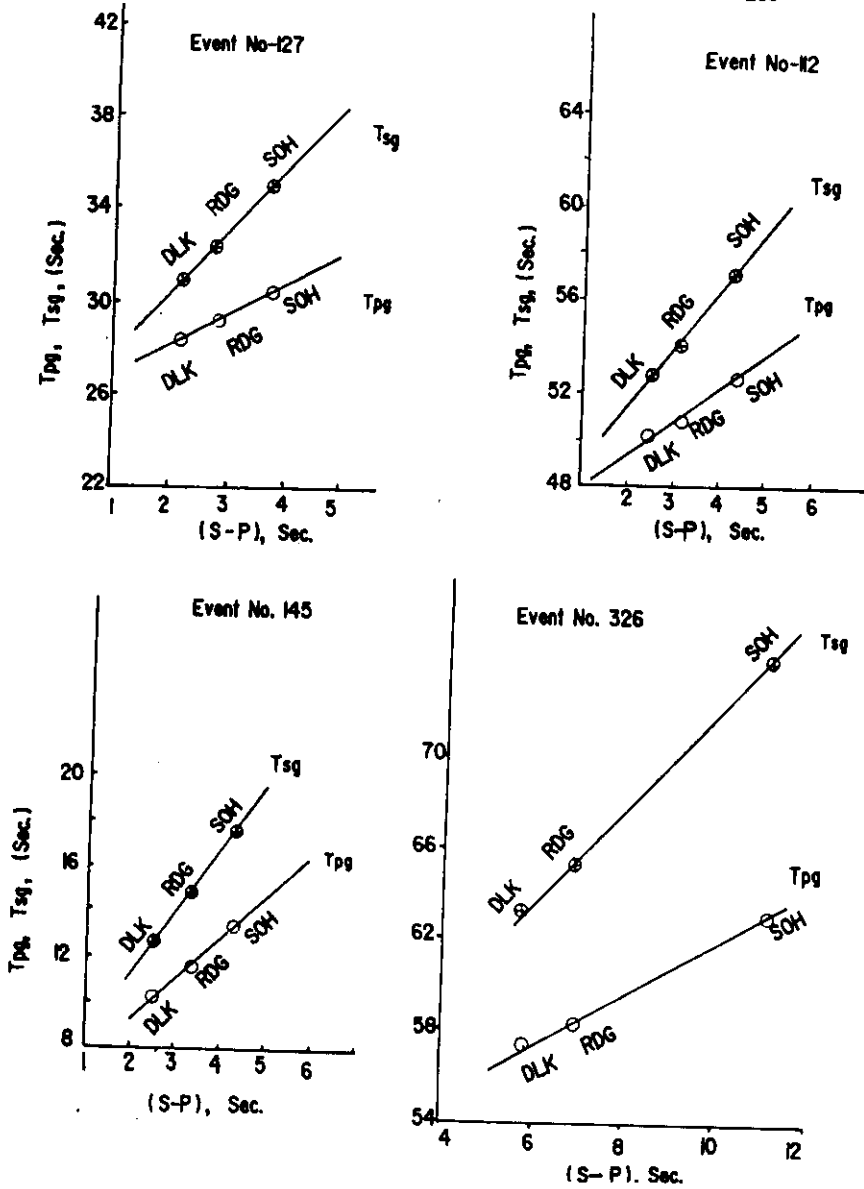 Event No-127
42
38
34
30
26
22
Tpg, Tsg, (Sec.)
Tsg
SOH
RDG
DLK
Tpg
SOH
RDG
DLK
1 2 3 4 5
(S-P), Sec.
Event No-112
64
60
56
52
48
Tpg, Tsg, (Sec.)
Tsg
SOH
RDG
DLK
Tpg
SOH
RDG
DLK
2 3 4 5 6
(S-P), Sec.
Event No. 145
20
16
12
8
Tpg, Tsg, (Sec.)
Tsg
SOH
RDG
DLK
Tpg
SOH
RDG
DLK
1 2 3 4 5 6
(S-P), Sec.
Event No. 326
70
66
62
58
54
SOH
Tsg
RDG
DLK
Tpg
SOH
RDG
DLK
4 6 8 10 12
(S-P). Sec.